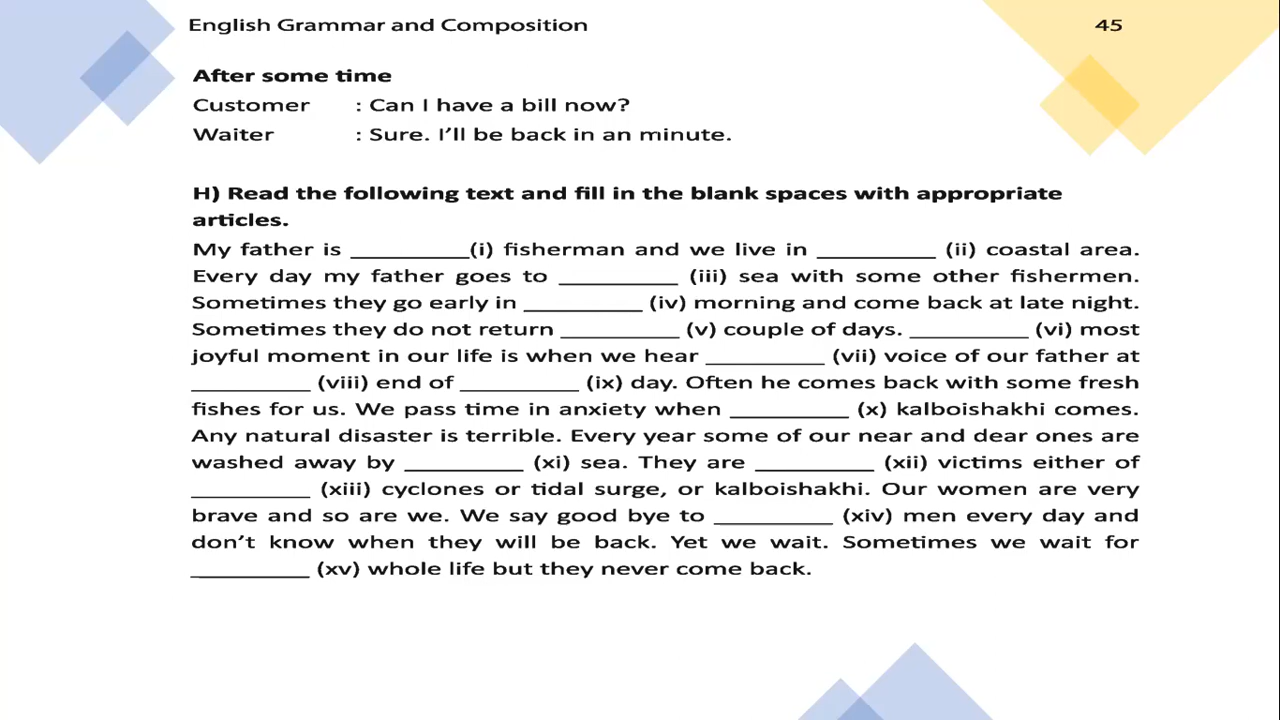 English Grammar and Composition 45
After some time
Customer : Can I have a bill now?
Waiter : Sure. I’ll be back in an minute.
H) Read the following text and fill in the blank spaces with appropriate
articles.
My father is __________(i) fisherman and we live in __________ (ii) coastal area.
Every day my father goes to __________ (iii) sea with some other fishermen.
Sometimes they go early in __________ (iv) morning and come back at late night.
Sometimes they do not return __________ (v) couple of days. __________ (vi) most
joyful moment in our life is when we hear __________ (vii) voice of our father at
__________ (viii) end of __________ (ix) day. Often he comes back with some fresh
fishes for us. We pass time in anxiety when __________ (x) kalboishakhi comes.
Any natural disaster is terrible. Every year some of our near and dear ones are
washed away by __________ (xi) sea. They are __________ (xii) victims either of
__________ (xiii) cyclones or tidal surge, or kalboishakhi. Our women are very
brave and so are we. We say good bye to __________ (xiv) men every day and
don’t know when they will be back. Yet we wait. Sometimes we wait for
__________ (xv) whole life but they never come back.